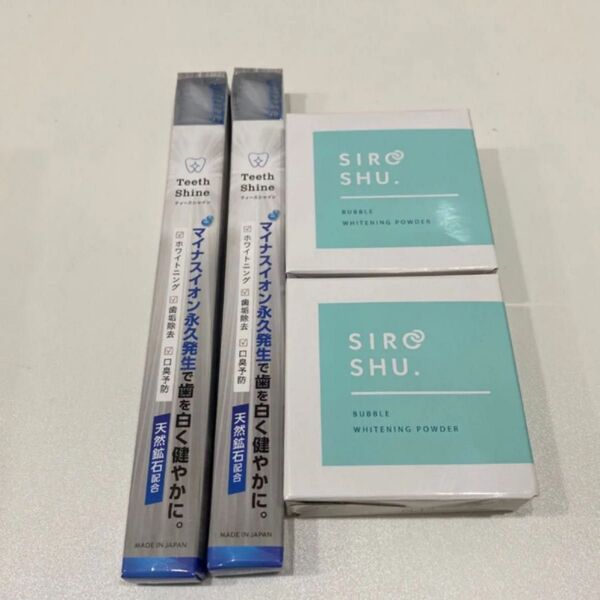 Teeth
Shine
ティースシャイン
マイナスイオン永久発生で歯を白く健やかに。
ホワイトニング
歯垢除去
口臭予防
天然鉱石配合
MADE IN JAPAN
Teeth
Shine
ティースシャイン
マイナスイオン永久発生で歯を白く健やかに。
ホワイトニング
歯垢除去
口臭予防
天然鉱石配合
MADE IN JAPAN
SIRO
SHU.
BUBBLE
WHITENING POWDER
SIRO
SHU.
BUBBLE
WHITENING POWDER